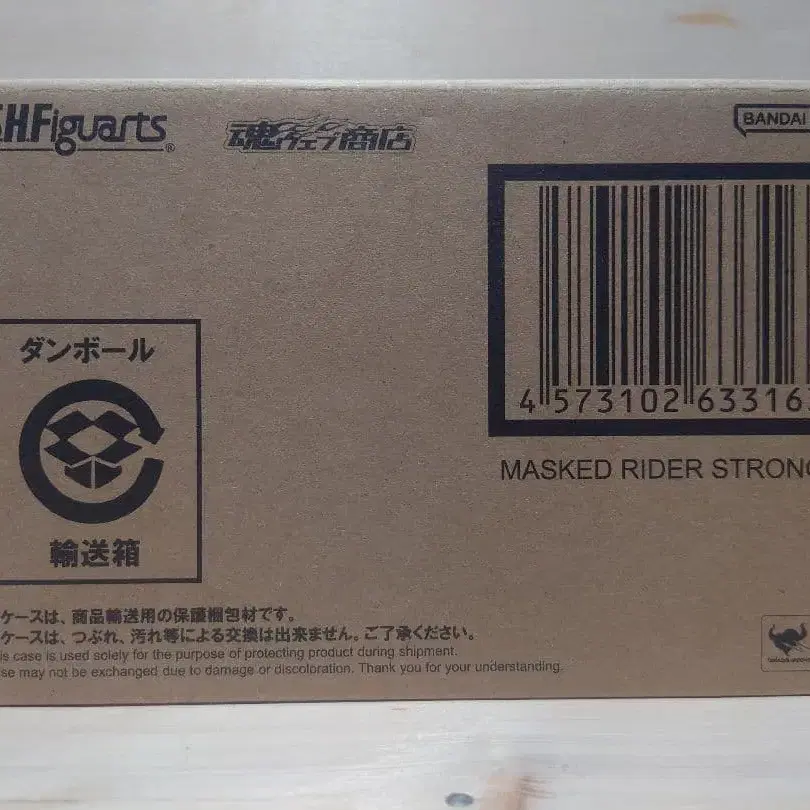 S.H.Figuarts
®
魂ウェブ商店
BANDAI
4 573102 63316
MASKED RIDER STRONG
ダンボール
輸送箱
ケースは、商品輸送用の保護梱包材です。
ケースは、つぶれ、汚れ等による交換は出来ません。ご了承ください。
is case is used solely for the purpose of protecting product during shipment.
se may not be exchanged due to damage or discoloration. Thank you for your understanding.